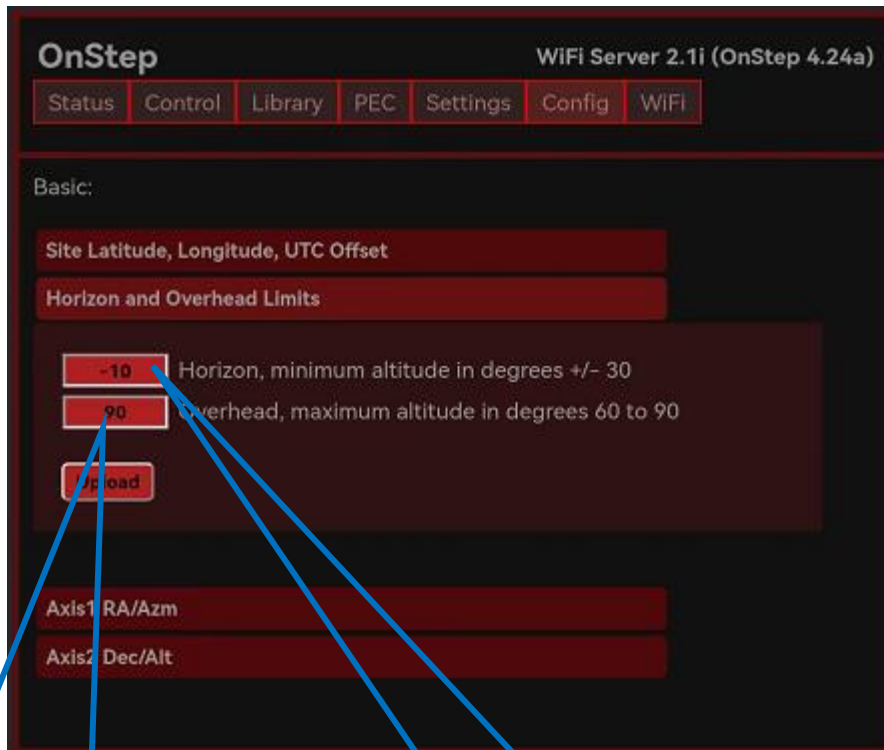 OnStep
WiFi Server 2.1i (OnStep 4.24a)
Status Control Library PEC Settings Config WiFi
Basic:
Site Latitude, Longitude, UTC Offset
Horizon and Overhead Limits
-10 Horizon, minimum altitude in degrees +/- 30
90 Overhead, maximum altitude in degrees 60 to 90
Upload
Axis1 RA/Azm
Axis2 Dec/Alt